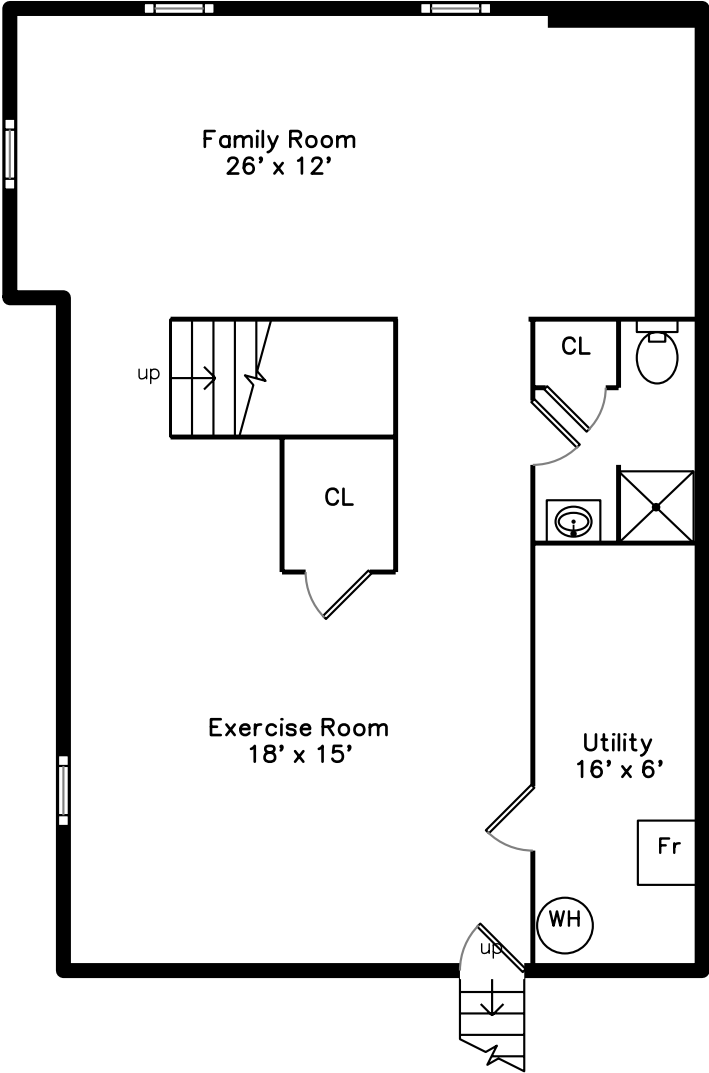 Family Room
26' x 12'
CL
up
CL
Exercise Room
18' x 15'
Utility
16' x 6'
Fr
WH
up